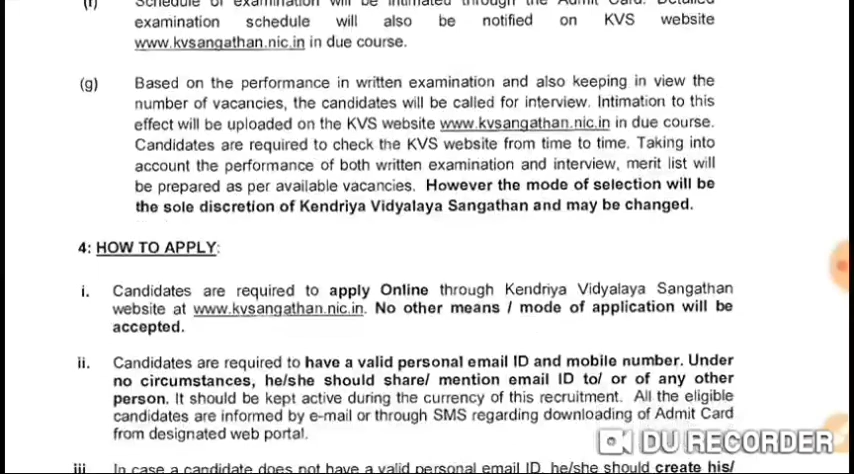 (f) Schedule of examination will be intimated through the Admit Card. Detailed
examination schedule will also be notified on KVS website
www.kvsangathan.nic.in in due course.
(g) Based on the performance in written examination and also keeping in view the
number of vacancies, the candidates will be called for interview. Intimation to this
effect will be uploaded on the KVS website www.kvsangathan.nic.in in due course.
Candidates are required to check the KVS website from time to time. Taking into
account the performance of both written examination and interview, merit list will
be prepared as per available vacancies. However the mode of selection will be
the sole discretion of Kendriya Vidyalaya Sangathan and may be changed.
4: HOW TO APPLY:
i. Candidates are required to apply Online through Kendriya Vidyalaya Sangathan
website at www.kvsangathan.nic.in. No other means / mode of application will be
accepted.
ii. Candidates are required to have a valid personal email ID and mobile number. Under
no circumstances, he/she should share/ mention email ID to/ or of any other
person. It should be kept active during the currency of this recruitment. All the eligible
candidates are informed by e-mail or through SMS regarding downloading of Admit Card
from designated web portal.
DU RECORDER
iii In case a candidate does not have a valid personal email ID, he/she should create his/